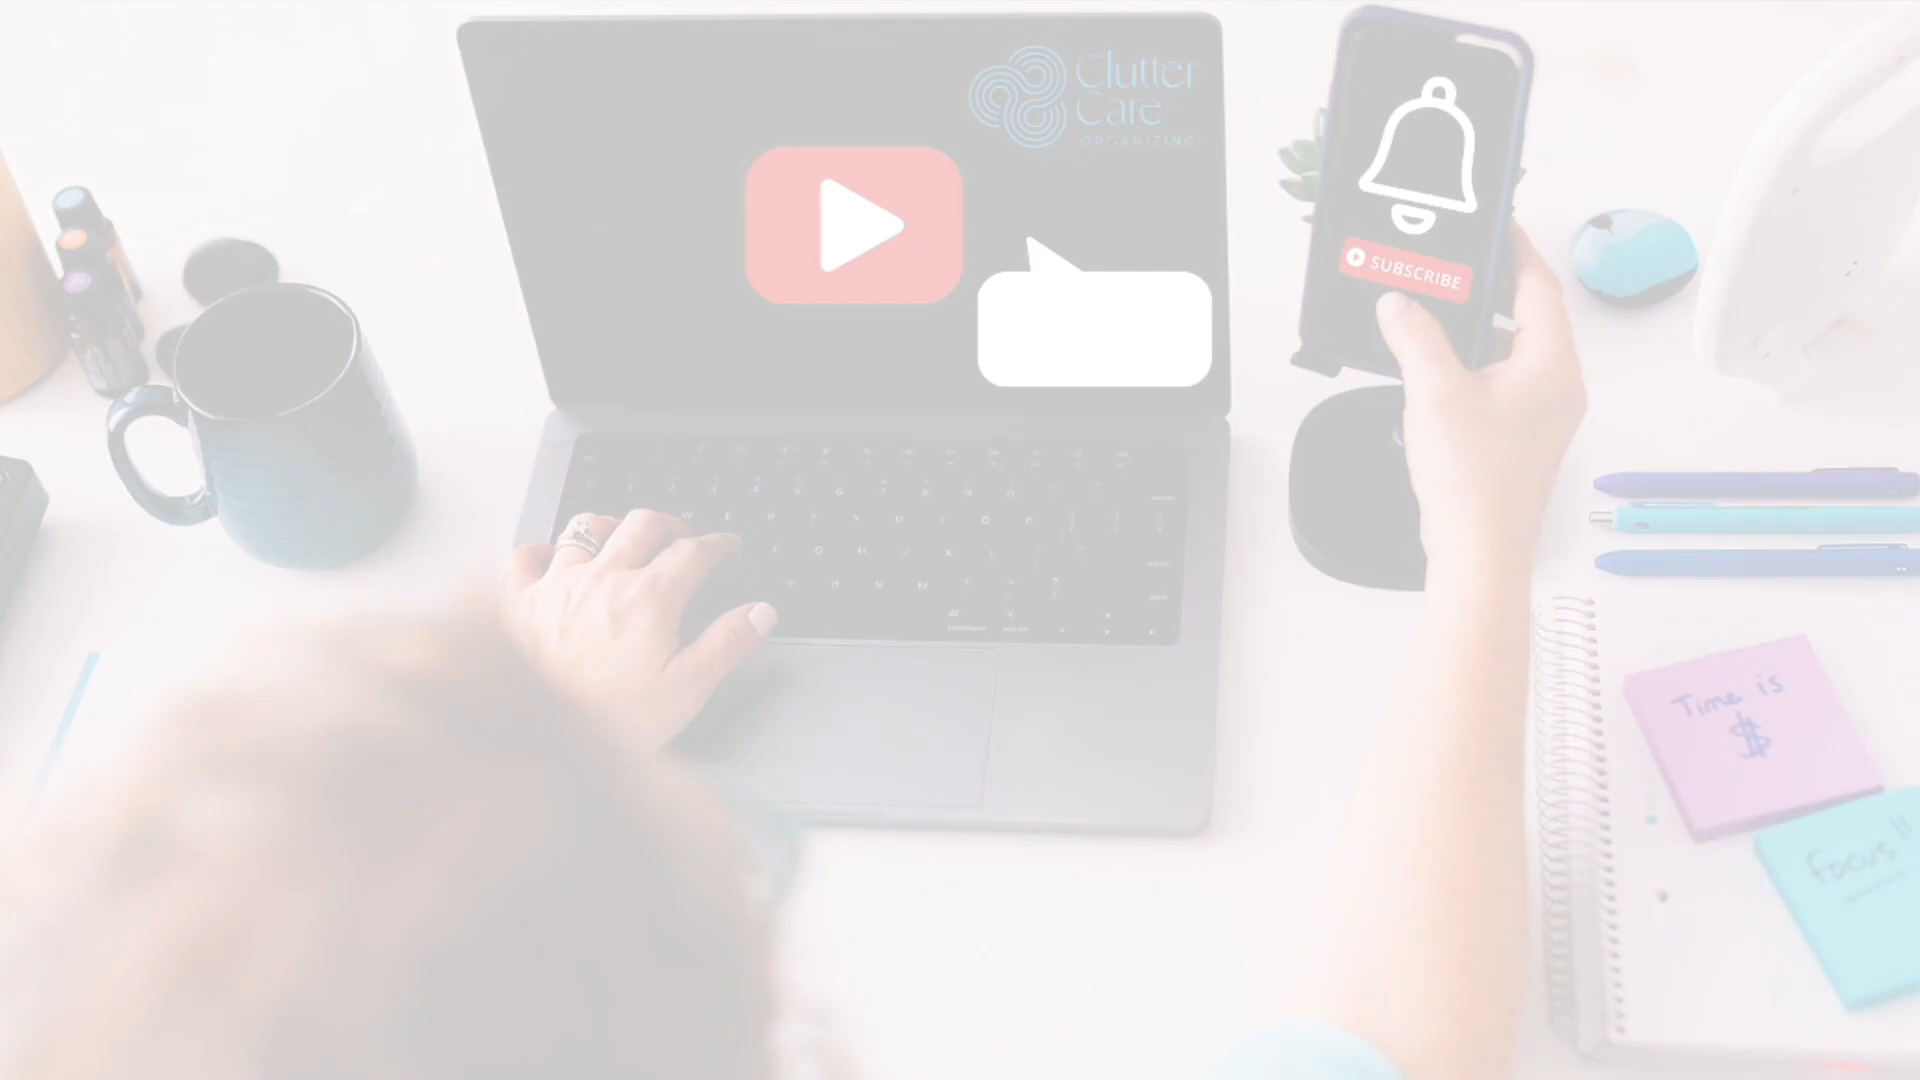 Clutter
Care
ORGANIZING
SUBSCRIBE
Time is
$
Focus!!